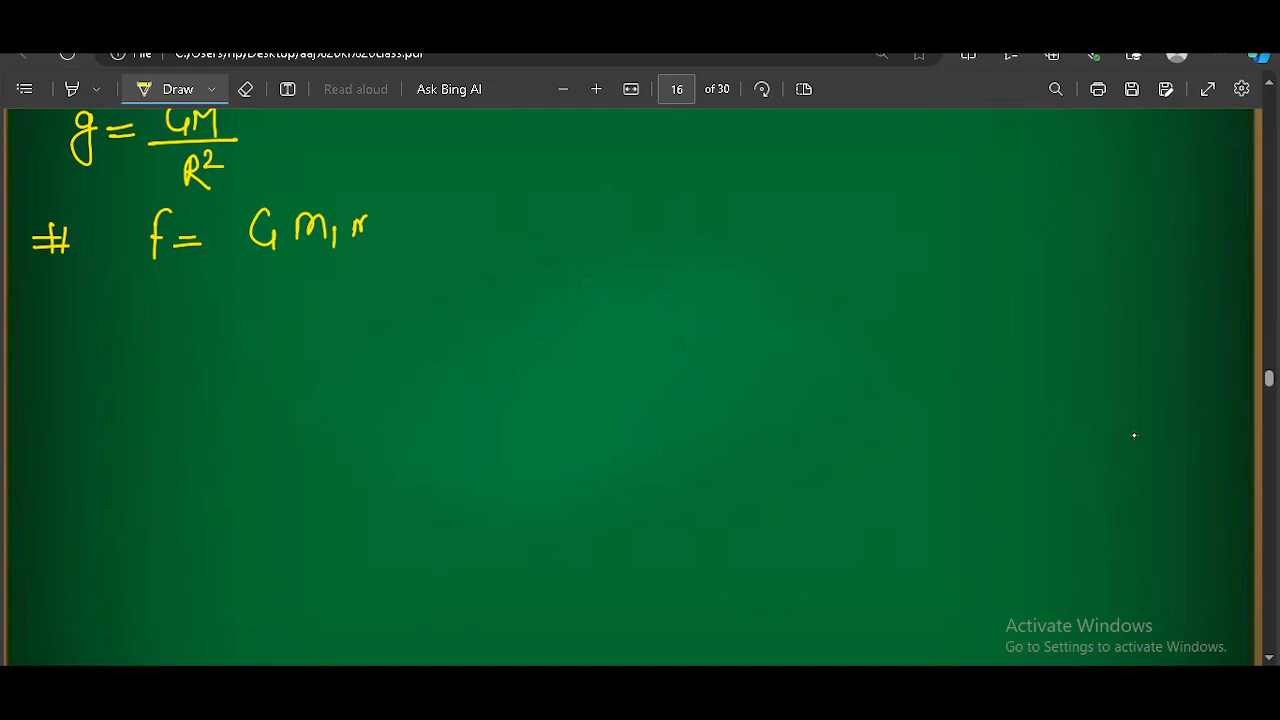 File C:/Users/hp/Desktop/aaj%20ki%20class.pdf
Draw Read aloud Ask Bing AI 16 of 30
g = GM / R²
# f = G m₁
Activate Windows
Go to Settings to activate Windows.